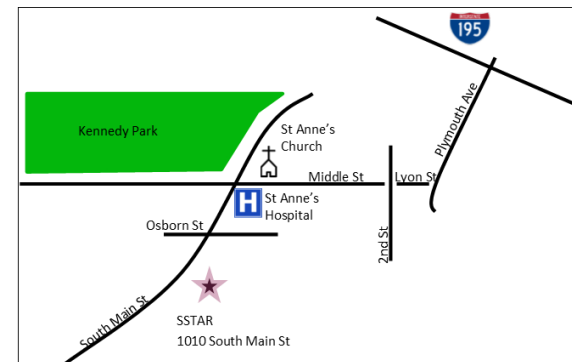 INTERSTATE
195
Plymouth Ave
Kennedy Park
St Anne's
Church
Middle St
Lyon St
H
St Anne's
Hospital
Osborn St
2nd St
South Main St
SSTAR
1010 South Main St